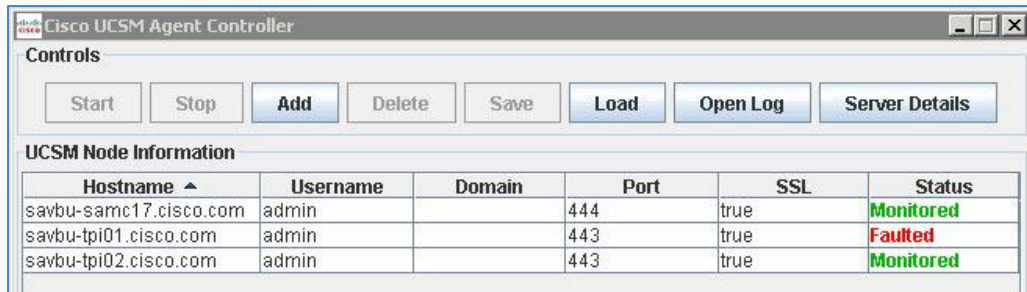 Cisco UCSM Agent Controller
Controls
Start Stop Add Delete Save Load Open Log Server Details
UCSM Node Information
Hostname Username Domain Port SSL Status
savbu-samc17.cisco.com admin 444 true Monitored
savbu-tpi01.cisco.com admin 443 true Faulted
savbu-tpi02.cisco.com admin 443 true Monitored